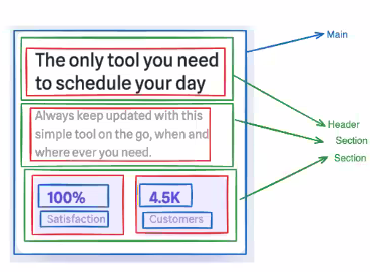 Main
The only tool you need
to schedule your day
Header
Always keep updated with this
simple tool on the go, when and
where ever you need.
Section
Section
100%
Satisfaction
4.5K
Customers